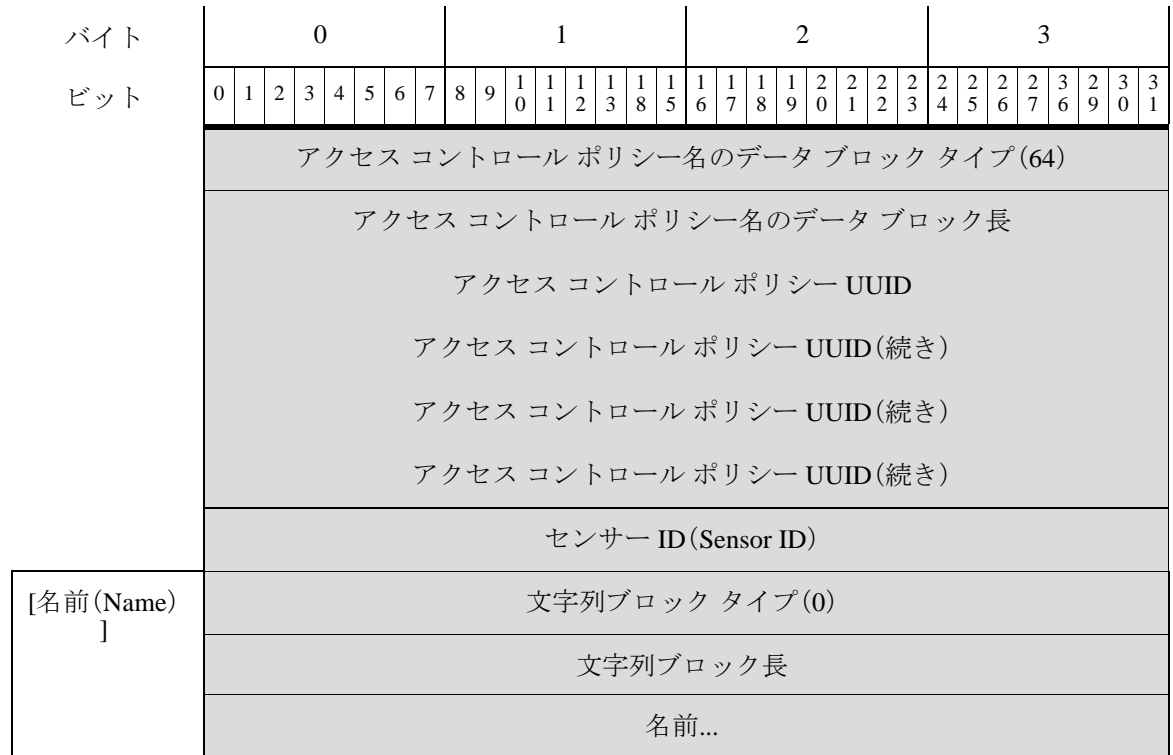 バイト 0 1 2 3
ビット 0 1 2 3 4 5 6 7 8 9 10 11 12 13 18 15 16 17 18 19 20 21 22 23 24 25 26 27 36 29 30 31
アクセス コントロール ポリシー名のデータ ブロック タイプ(64)
アクセス コントロール ポリシー名のデータ ブロック長
アクセス コントロール ポリシー UUID
アクセス コントロール ポリシー UUID(続き)
アクセス コントロール ポリシー UUID(続き)
アクセス コントロール ポリシー UUID(続き)
センサー ID(Sensor ID)
[名前(Name)
]
文字列ブロック タイプ(0)
文字列ブロック長
名前...